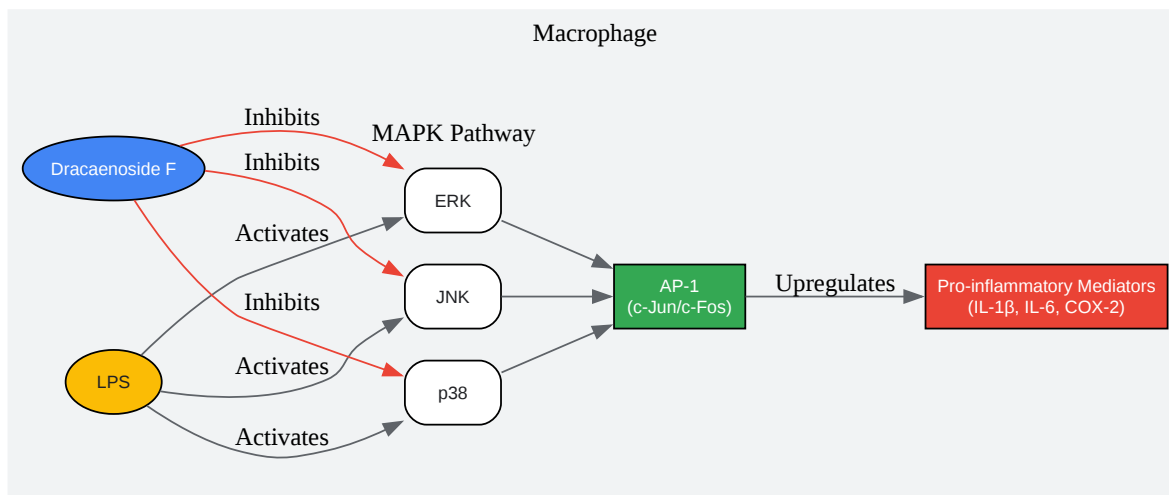 Macrophage
Inhibits
MAPK Pathway
Dracaenoside F
Inhibits
ERK
Activates
AP-1
(c-Jun/c-Fos)
Upregulates
Pro-inflammatory Mediators
(IL-1β, IL-6, COX-2)
JNK
Inhibits
LPS
Activates
p38
Activates